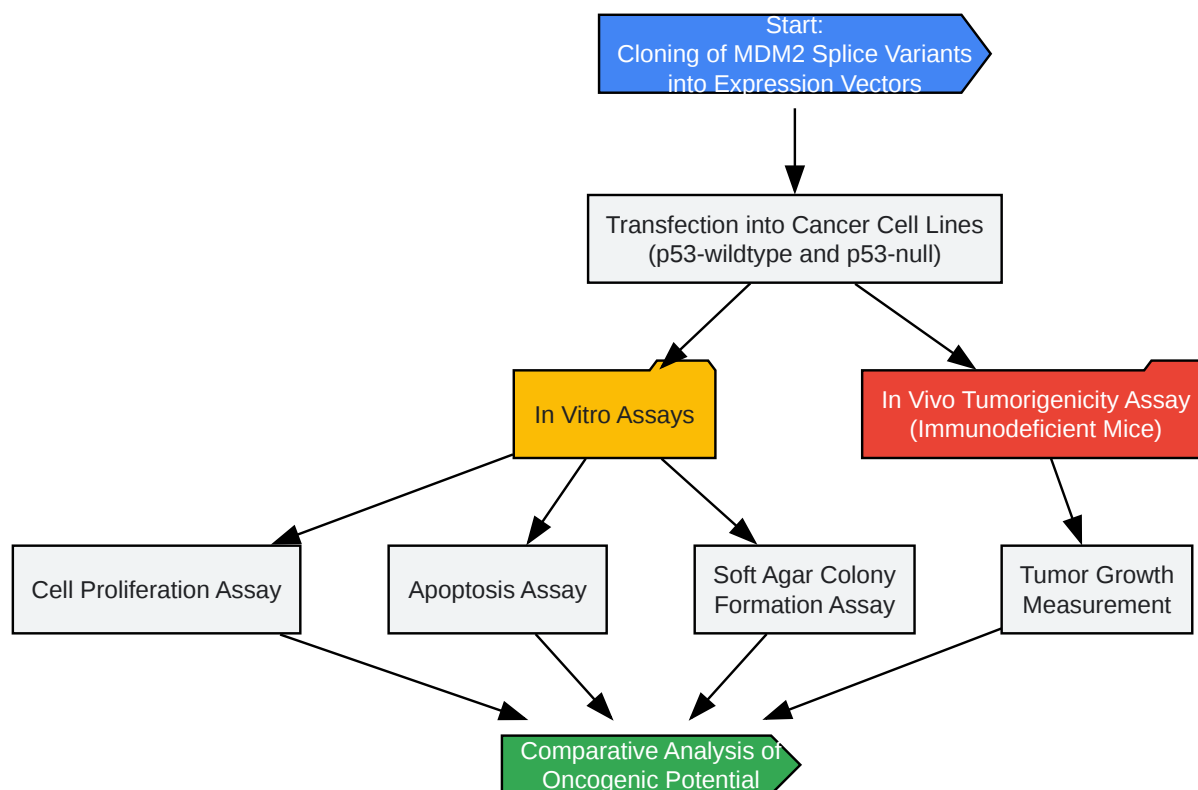 Start:
Cloning of MDM2 Splice Variants
into Expression Vectors
Transfection into Cancer Cell Lines
(p53-wildtype and p53-null)
In Vitro Assays
In Vivo Tumorigenicity Assay
(Immunodeficient Mice)
Cell Proliferation Assay
Apoptosis Assay
Soft Agar Colony
Formation Assay
Tumor Growth
Measurement
Comparative Analysis of
Oncogenic Potential